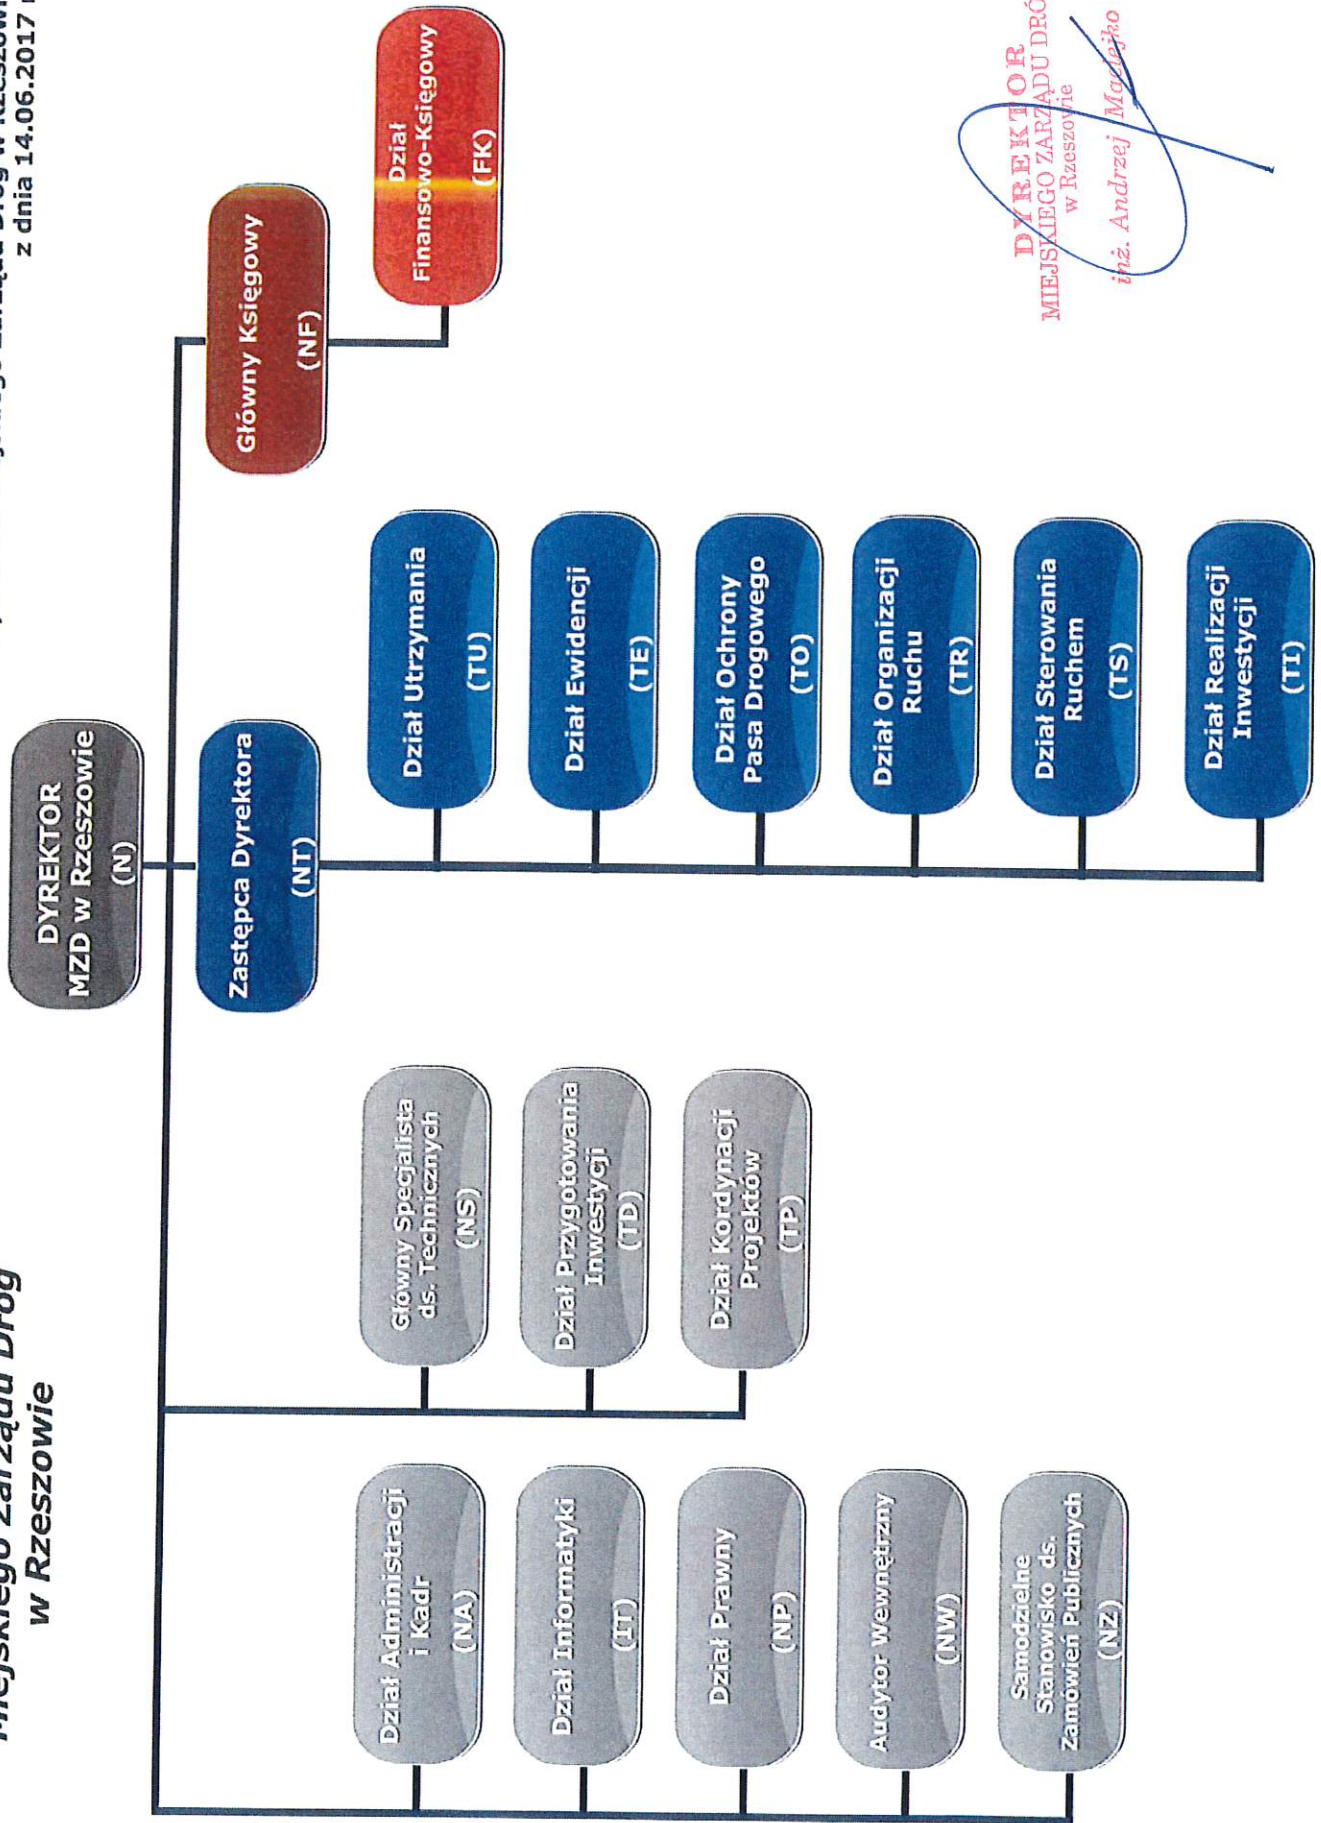 Miejskiego Zarządu Dróg
w Rzeszowie
z dnia 14.06.2017 r
DYREKTOR
MZD w Rzeszowie
(N)
Zastępca Dyrektora
(NT)
Główny Księgowy
(NF)
Dział
Finansowo-Księgowy
(FK)
Dział Administracji
i Kadr
(NA)
Dział Informatyki
(IT)
Dział Prawny
(NP)
Audytor Wewnętrzny
(NW)
Samodzielne
Stanowisko ds.
Zamówień Publicznych
(NZ)
Główny Specjalista
ds. Technicznych
(NS)
Dział Przygotowania
Inwestycji
(TD)
Dział Kordynacji
Projektów
(TP)
Dział Utrzymania
(TU)
Dział Ewidencji
(TE)
Dział Ochrony
Pasa Drogowego
(TO)
Dział Organizacji
Ruchu
(TR)
Dział Sterowania
Ruchem
(TS)
Dział Realizacji
Inwestycji
(TI)
DYREKTOR
MIEJSKIEGO ZARZĄDU DRÓ
w Rzeszowie
inż. Andrzej Maciejko